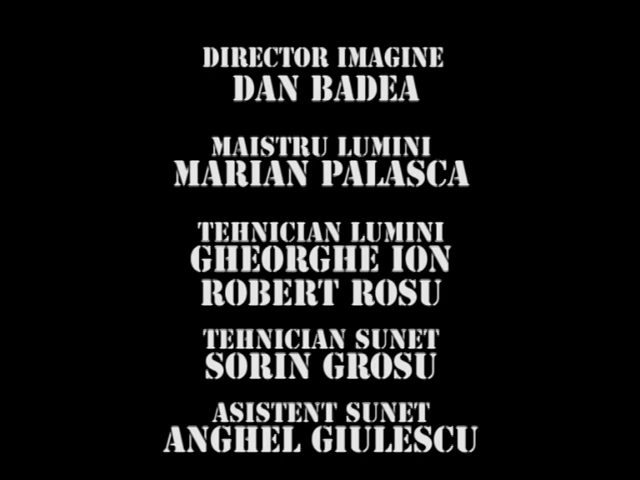 DIRECTOR IMAGINE
DAN BADEA
MAISTRU LUMINI
MARIAN PALASCA
TEHNICIAN LUMINI
GHEORGHE ION
ROBERT ROSU
TEHNICIAN SUNET
SORIN GROSU
ASISTENT SUNET
ANGHEL GIULESCU